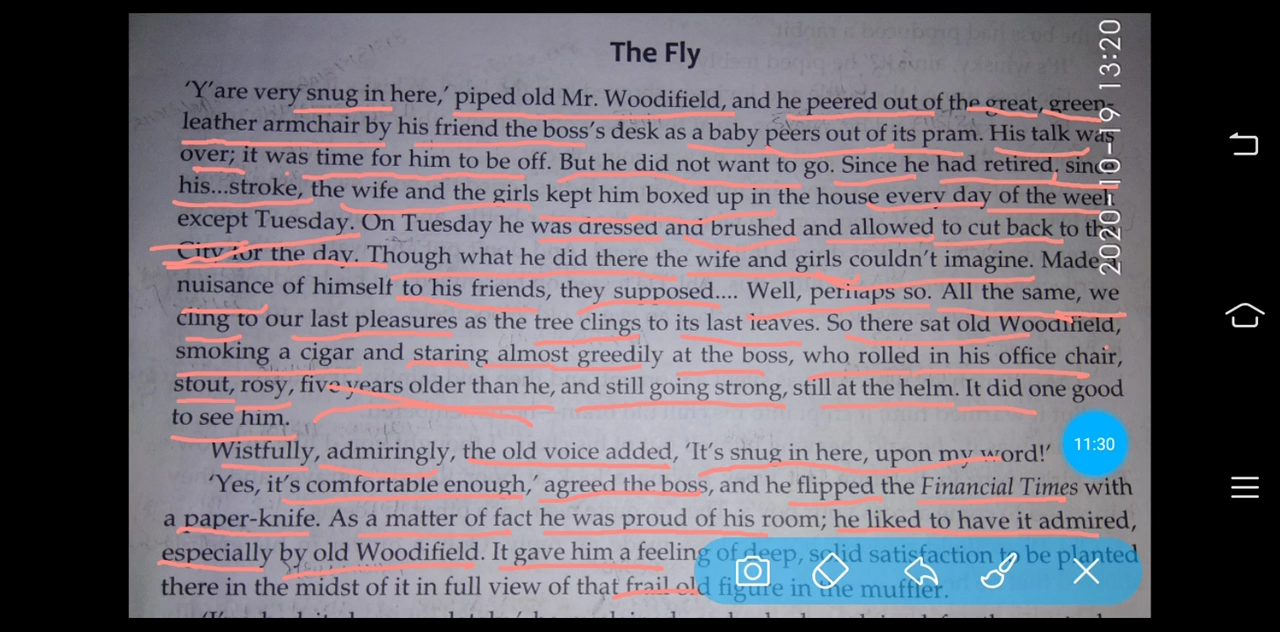 The Fly
‘Y’are very snug in here,’ piped old Mr. Woodifield, and he peered out of the great, green-
leather armchair by his friend the boss’s desk as a baby peers out of its pram. His talk was
over; it was time for him to be off. But he did not want to go. Since he had retired, since
his...stroke, the wife and the girls kept him boxed up in the house every day of the week
except Tuesday. On Tuesday he was dressed and brushed and allowed to cut back to the
City for the day. Though what he did there the wife and girls couldn’t imagine. Made a
nuisance of himself to his friends, they supposed.... Well, perhaps so. All the same, we
cling to our last pleasures as the tree clings to its last leaves. So there sat old Woodifield,
smoking a cigar and staring almost greedily at the boss, who rolled in his office chair,
stout, rosy, five years older than he, and still going strong, still at the helm. It did one good
to see him.
Wistfully, admiringly, the old voice added, ‘It’s snug in here, upon my word!’
‘Yes, it’s comfortable enough,’ agreed the boss, and he flipped the Financial Times with
a paper-knife. As a matter of fact he was proud of his room; he liked to have it admired,
especially by old Woodifield. It gave him a feeling of deep, solid satisfaction to be planted
there in the midst of it in full view of that frail old figure in the muffler.
2020-10-19 13:20
11:30